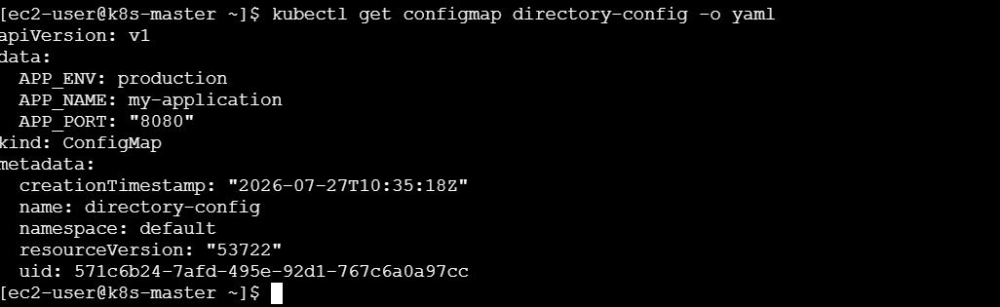 [ec2-user@k8s-master ~]$ kubectl get configmap directory-config -o yaml
apiVersion: v1
data:
  APP_ENV: production
  APP_NAME: my-application
  APP_PORT: "8080"
kind: ConfigMap
metadata:
  creationTimestamp: "2026-07-27T10:35:18Z"
  name: directory-config
  namespace: default
  resourceVersion: "53722"
  uid: 571c6b24-7afd-495e-92d1-767c6a0a97cc
[ec2-user@k8s-master ~]$